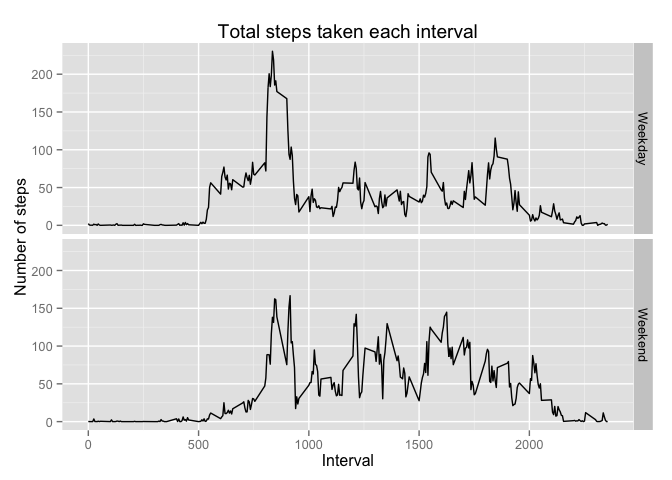 Total steps taken each interval
Number of steps
200
150
100
50
0
Weekday
200
150
100
50
0
Weekend
0 500 1000 1500 2000
Interval